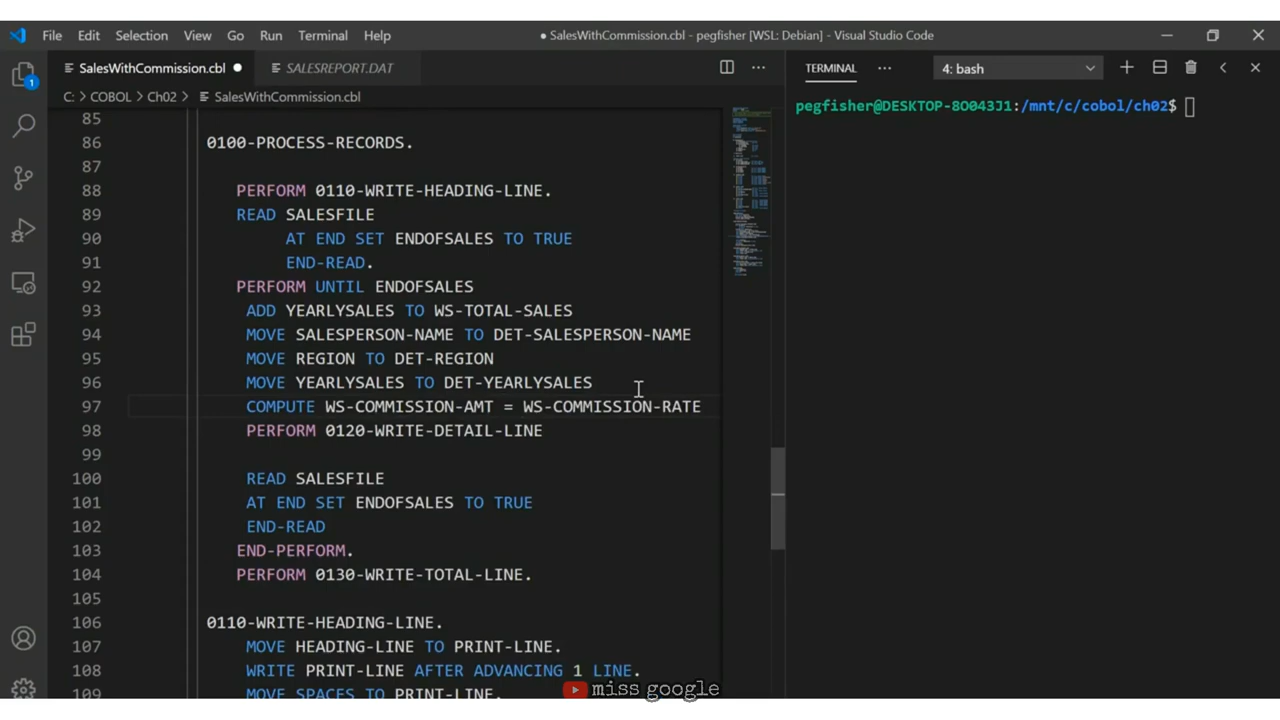 File Edit Selection View Go Run Terminal Help ● SalesWithCommission.cbl - pegfisher [WSL: Debian] - Visual Studio Code
SalesWithCommission.cbl ● SALESREPORT.DAT
C: > COBOL > Ch02 > SalesWithCommission.cbl
85
86 0100-PROCESS-RECORDS.
87
88 PERFORM 0110-WRITE-HEADING-LINE.
89 READ SALESFILE
90 AT END SET ENDOFSALES TO TRUE
91 END-READ.
92 PERFORM UNTIL ENDOFSALES
93 ADD YEARLYSALES TO WS-TOTAL-SALES
94 MOVE SALESPERSON-NAME TO DET-SALESPERSON-NAME
95 MOVE REGION TO DET-REGION
96 MOVE YEARLYSALES TO DET-YEARLYSALES
97 COMPUTE WS-COMMISSION-AMT = WS-COMMISSION-RATE
98 PERFORM 0120-WRITE-DETAIL-LINE
99
100 READ SALESFILE
101 AT END SET ENDOFSALES TO TRUE
102 END-READ
103 END-PERFORM.
104 PERFORM 0130-WRITE-TOTAL-LINE.
105
106 0110-WRITE-HEADING-LINE.
107 MOVE HEADING-LINE TO PRINT-LINE.
108 WRITE PRINT-LINE AFTER ADVANCING 1 LINE.
109 MOVE SPACES TO PRINT-LINE.
1
TERMINAL ··· 4: bash
pegfisher@DESKTOP-8O043J1:/mnt/c/cobol/ch02$
miss google